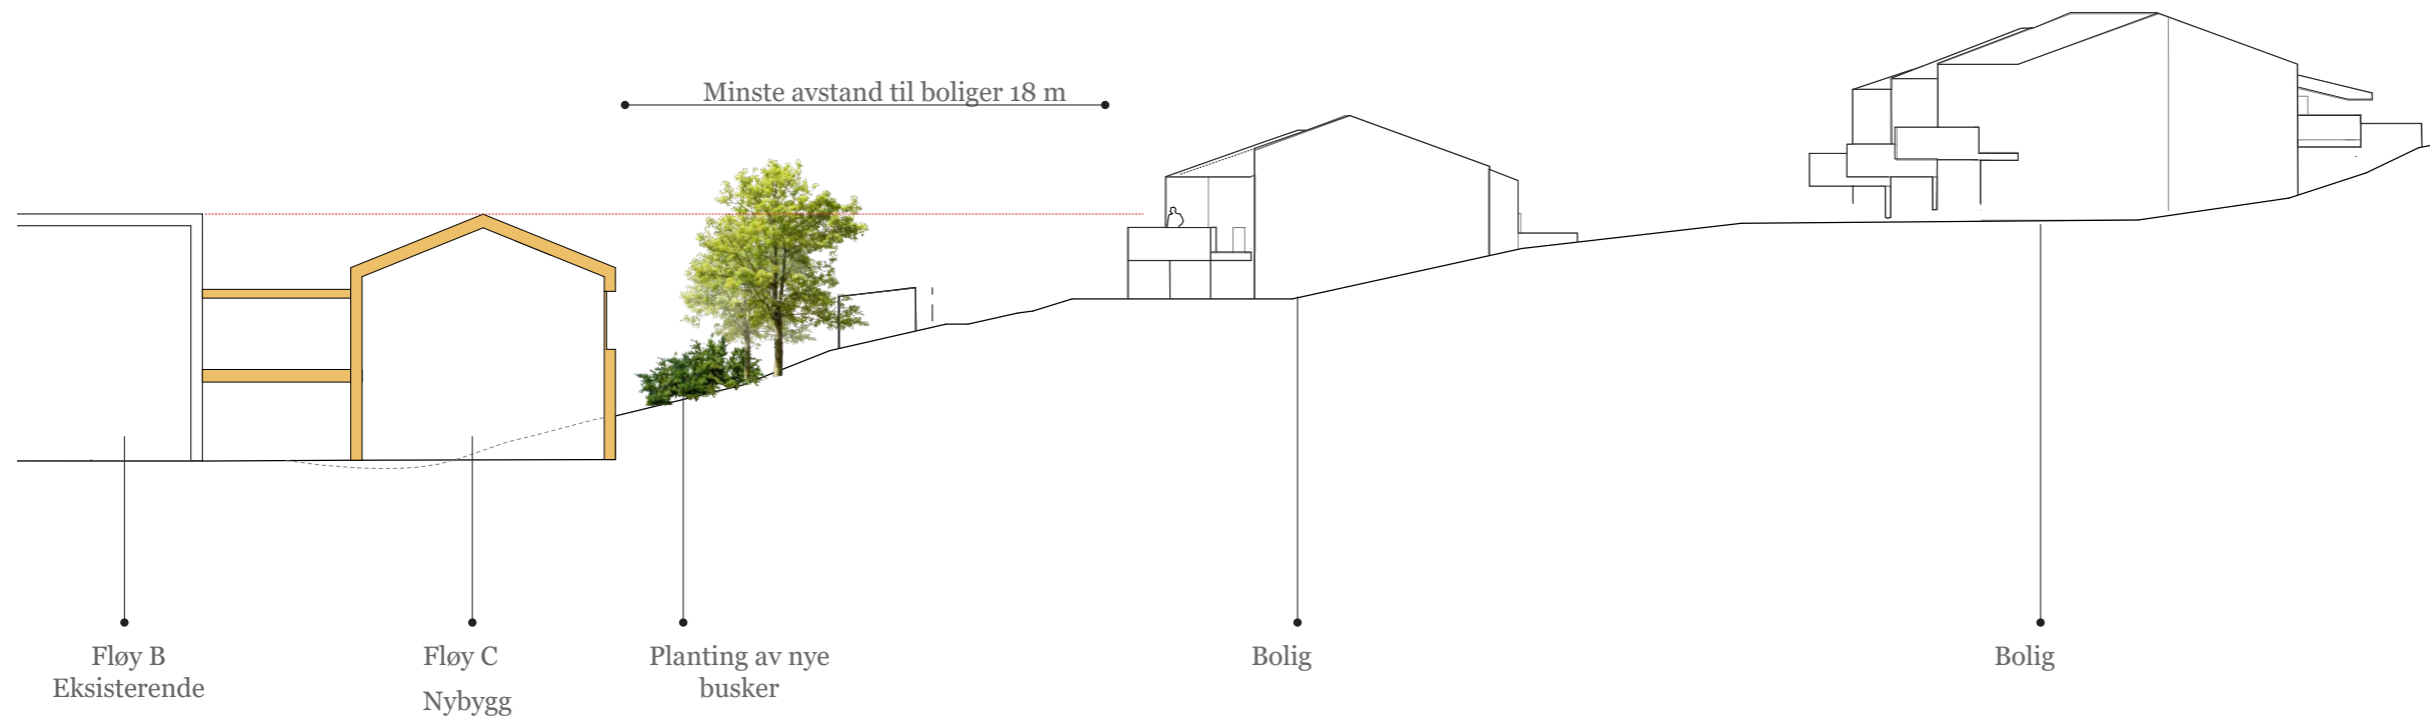 Minste avstand til boliger 18 m
Fløy B
Eksisterende
Fløy C
Nybygg
Planting av nye
busker
Bolig
Bolig